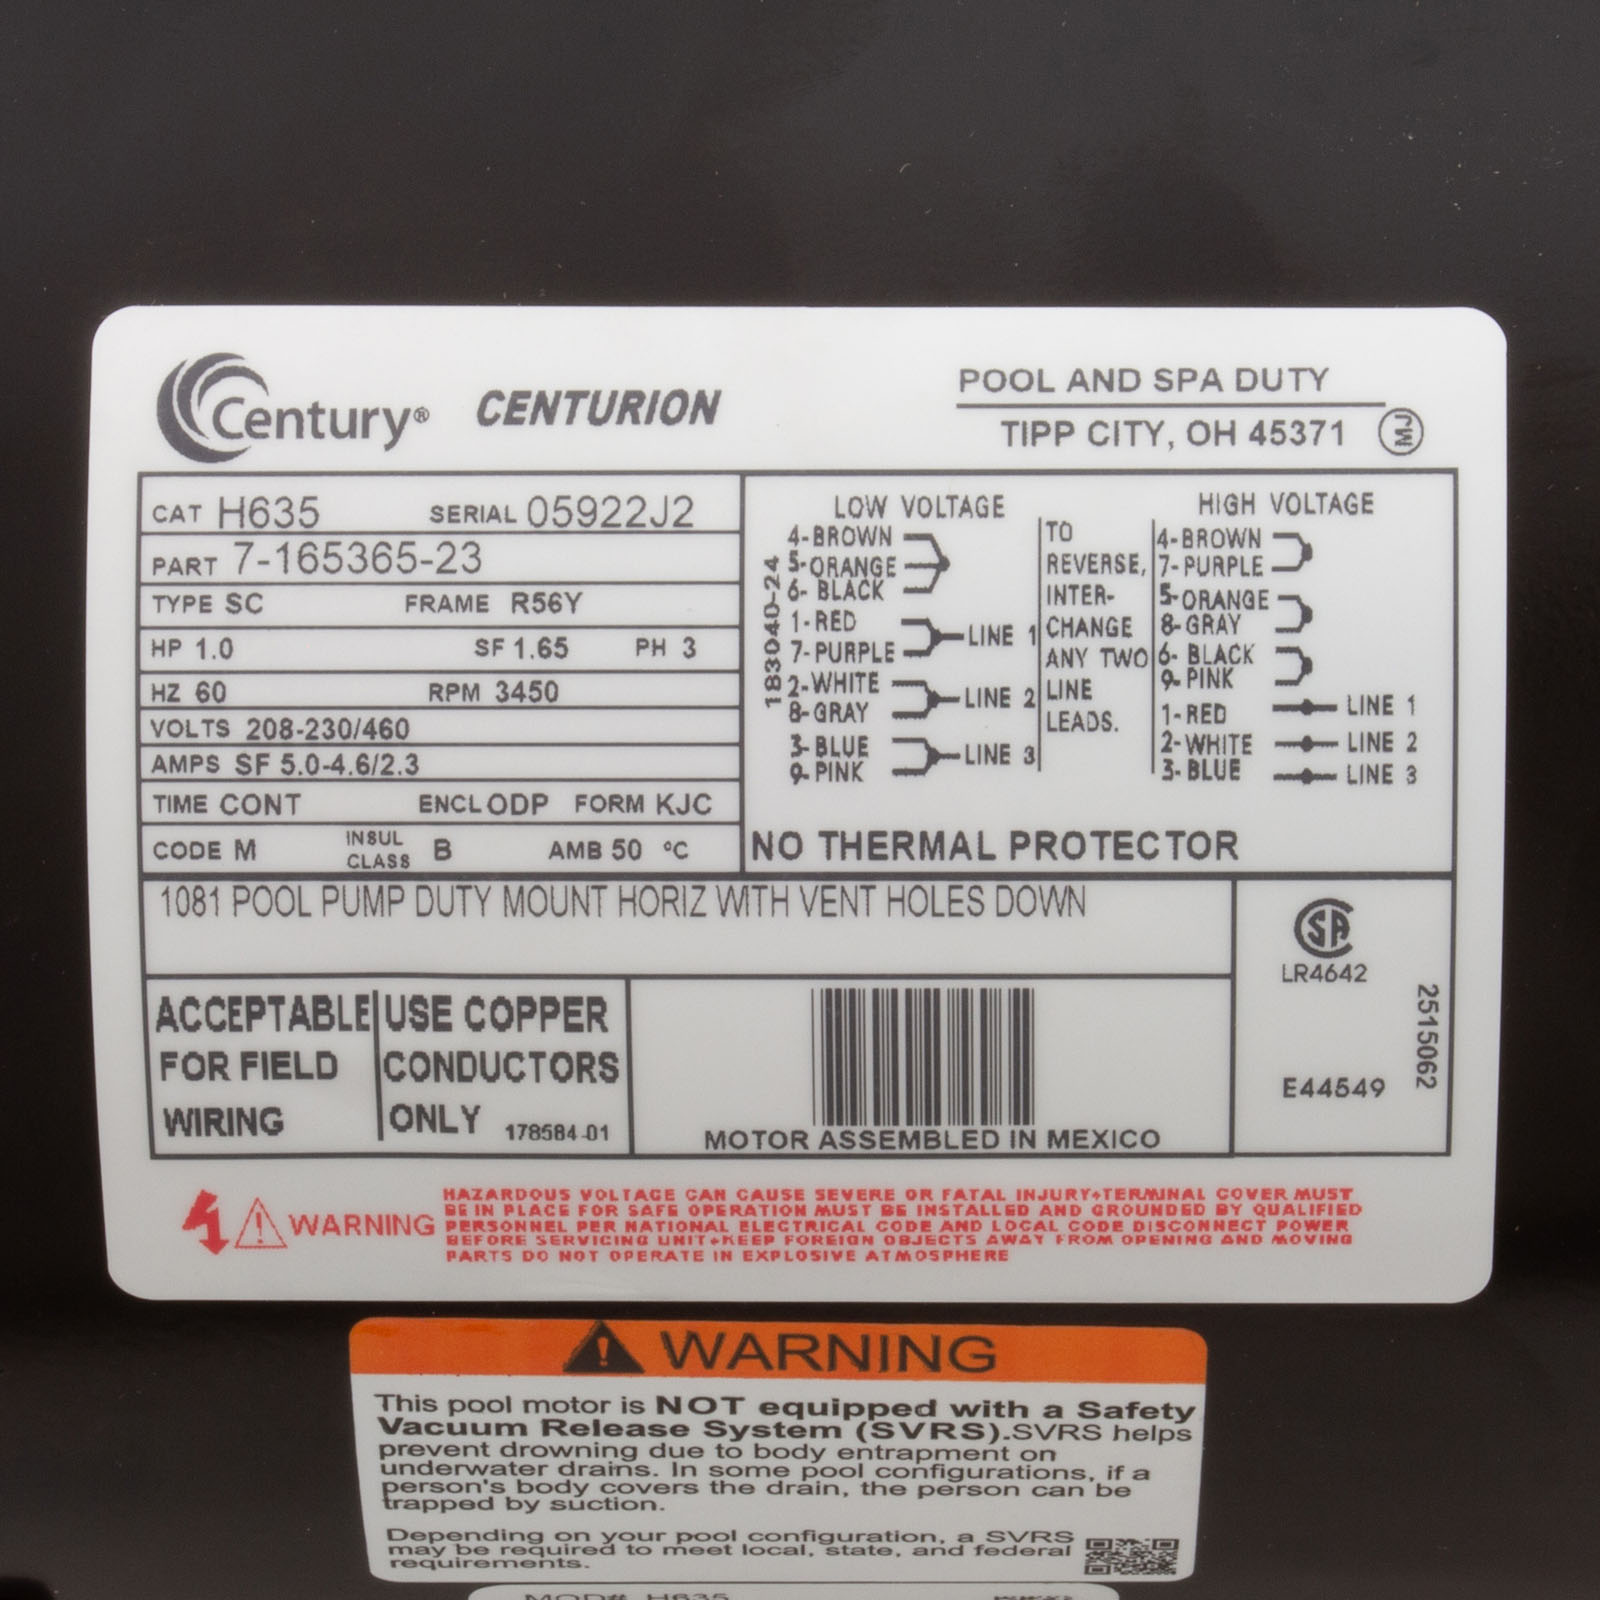 Century® CENTURION
POOL AND SPA DUTY
TIPP CITY, OH 45371 MJ
CAT H635 SERIAL 05922J2
PART 7-165365-23
TYPE SC FRAME R56Y
HP 1.0 SF 1.65 PH 3
HZ 60 RPM 3450
VOLTS 208-230/460
AMPS SF 5.0-4.6/2.3
TIME CONT ENCL ODP FORM KJC
CODE M INSUL CLASS B AMB 50 °C
183040-24
LOW VOLTAGE
4-BROWN
5-ORANGE
6- BLACK
1-RED
7-PURPLE LINE 1
2-WHITE
8-GRAY LINE 2
3-BLUE
9-PINK LINE 3
TO
REVERSE,
INTER-
CHANGE
ANY TWO
LINE
LEADS.
HIGH VOLTAGE
4-BROWN
7-PURPLE
5-ORANGE
8-GRAY
6- BLACK
9-PINK
1-RED LINE 1
2-WHITE LINE 2
3-BLUE LINE 3
NO THERMAL PROTECTOR
1081 POOL PUMP DUTY MOUNT HORIZ WITH VENT HOLES DOWN
SA
LR4642
E44549
2515062
ACCEPTABLE
FOR FIELD
WIRING
USE COPPER
CONDUCTORS
ONLY 178584-01
MOTOR ASSEMBLED IN MEXICO
WARNING
HAZARDOUS VOLTAGE CAN CAUSE SEVERE OR FATAL INJURY•TERMINAL COVER MUST
BE IN PLACE FOR SAFE OPERATION MUST BE INSTALLED AND GROUNDED BY QUALIFIED
PERSONNEL PER NATIONAL ELECTRICAL CODE AND LOCAL CODE DISCONNECT POWER
BEFORE SERVICING UNIT•KEEP FOREIGN OBJECTS AWAY FROM OPENING AND MOVING
PARTS DO NOT OPERATE IN EXPLOSIVE ATMOSPHERE
WARNING
This pool motor is NOT equipped with a Safety
Vacuum Release System (SVRS).SVRS helps
prevent drowning due to body entrapment on
underwater drains. In some pool configurations, if a
person's body covers the drain, the person can be
trapped by suction.
Depending on your pool configuration, a SVRS
may be required to meet local, state, and federal
requirements.
MOD# H635